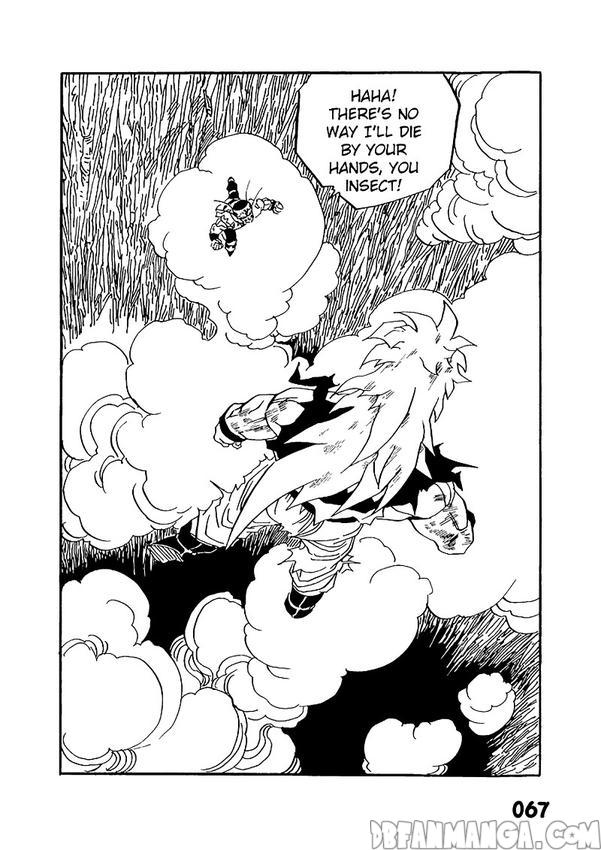 HAHA!
THERE'S NO
WAY I'LL DIE
BY YOUR
HANDS, YOU
INSECT!
067
DBFANMANGA.COM